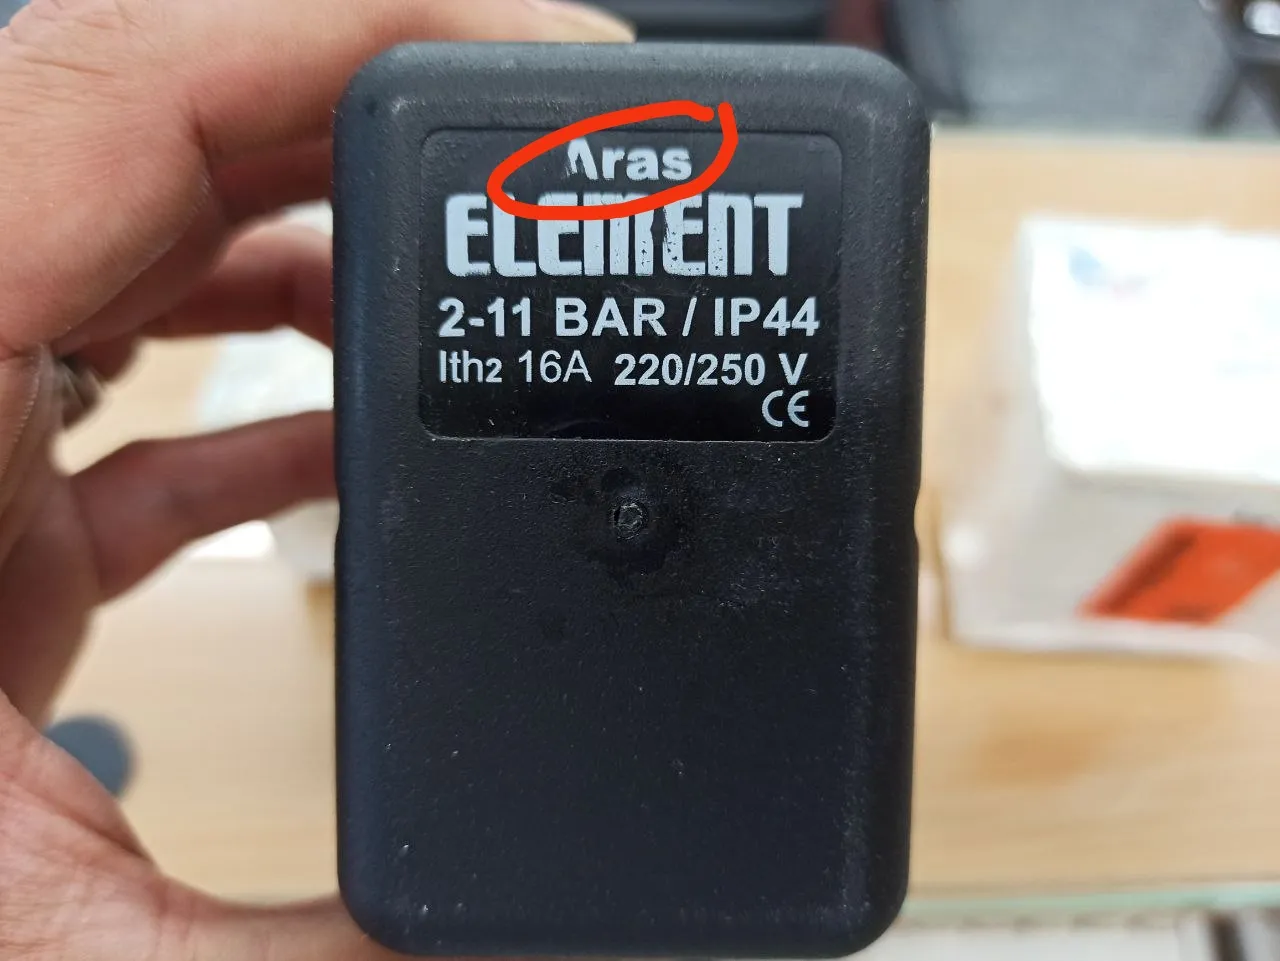 Aras
ELEMENT
2-11 BAR / IP44
Ith2 16A 220/250 V
CE